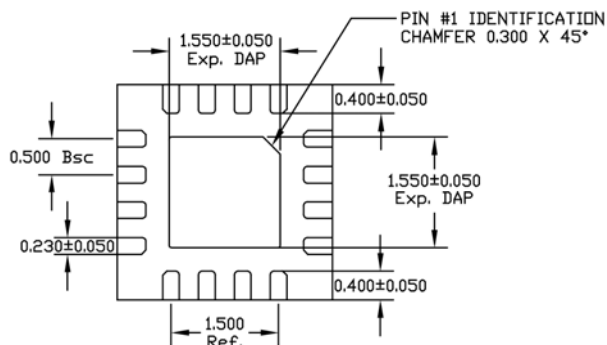 PIN #1 IDENTIFICATION
CHAMFER 0.300 X 45°
1.550±0.050
Exp. DAP
0.400±0.050
0.500 Bsc
1.550±0.050
Exp. DAP
0.230±0.050
0.400±0.050
1.500
Ref.